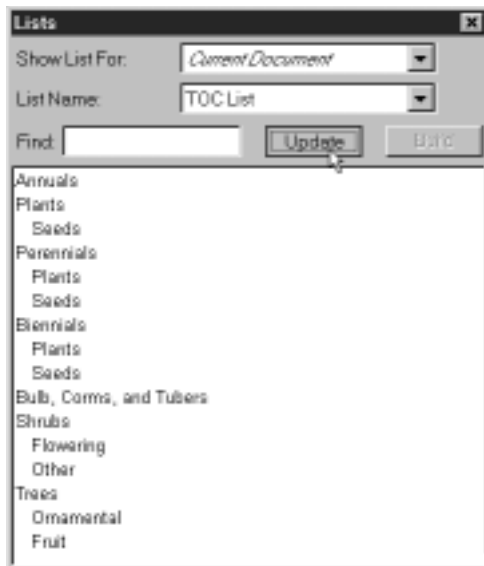 Lists
Show List For: Current Document
List Name: TOC List
Find: Update Build
Annuals
Plants
Seeds
Perennials
Plants
Seeds
Biennials
Plants
Seeds
Bulb, Corms, and Tubers
Shrubs
Flowering
Other
Trees
Ornamental
Fruit